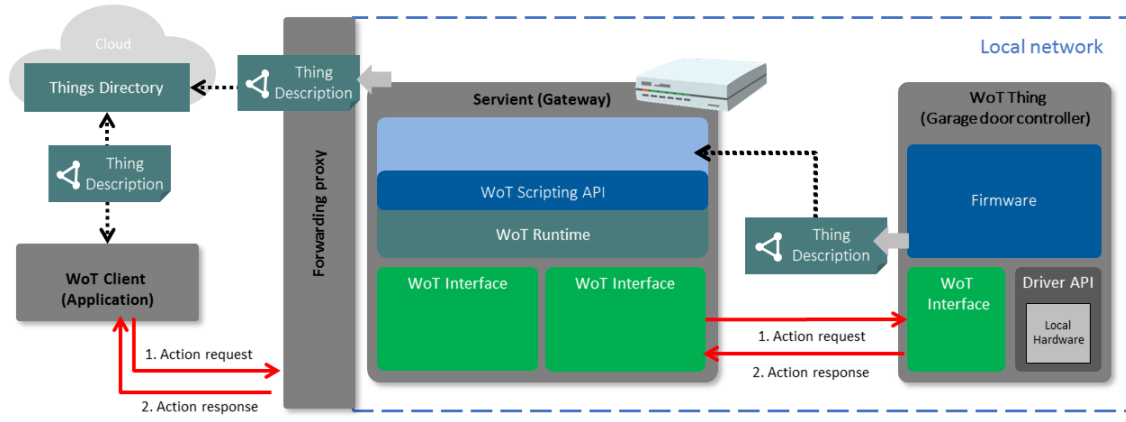 Cloud
Things Directory
Thing
Description
Thing
Description
WoT Client
(Application)
1. Action request
2. Action response
Forwarding proxy
Local network
Servient (Gateway)
WoT Scripting API
WoT Runtime
WoT Interface
WoT Interface
Thing
Description
1. Action request
2. Action response
WoT Thing
(Garage door controller)
Firmware
WoT
Interface
Driver API
Local
Hardware